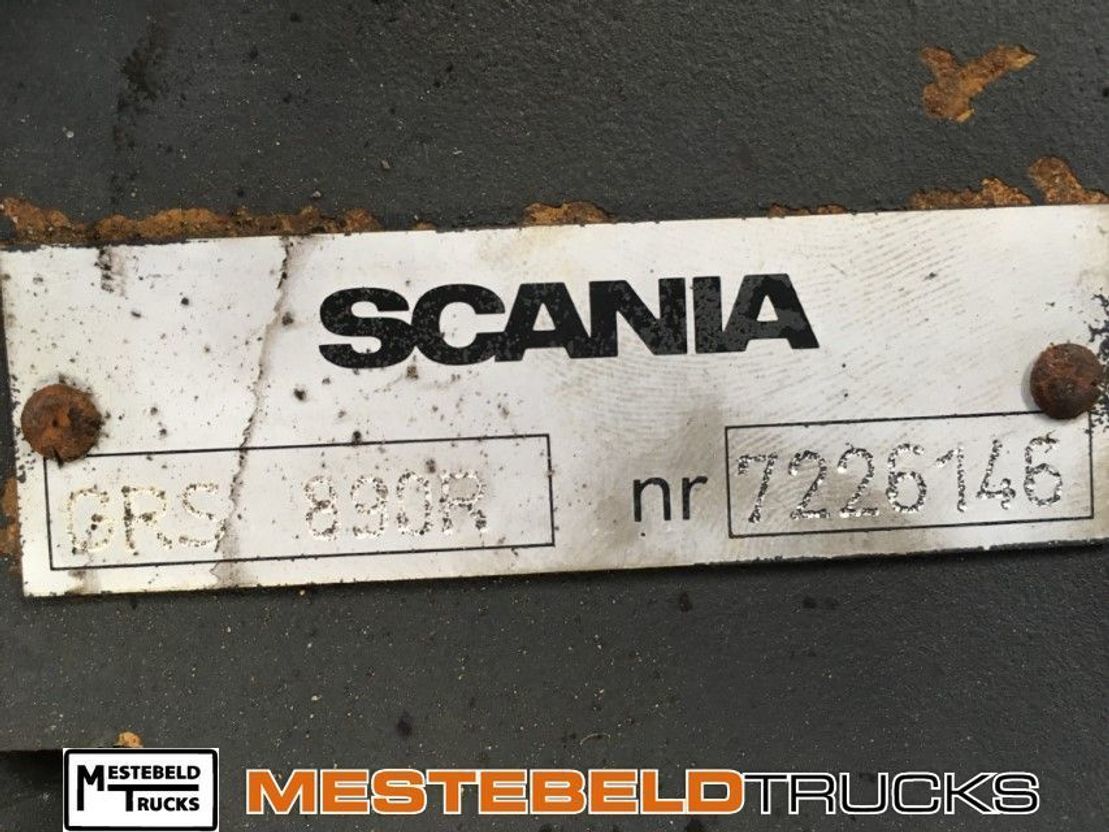 SCANIA
GRS 890R nr 7226146
MESTEBELD TRUCKS
MESTEBELDTRUCKS